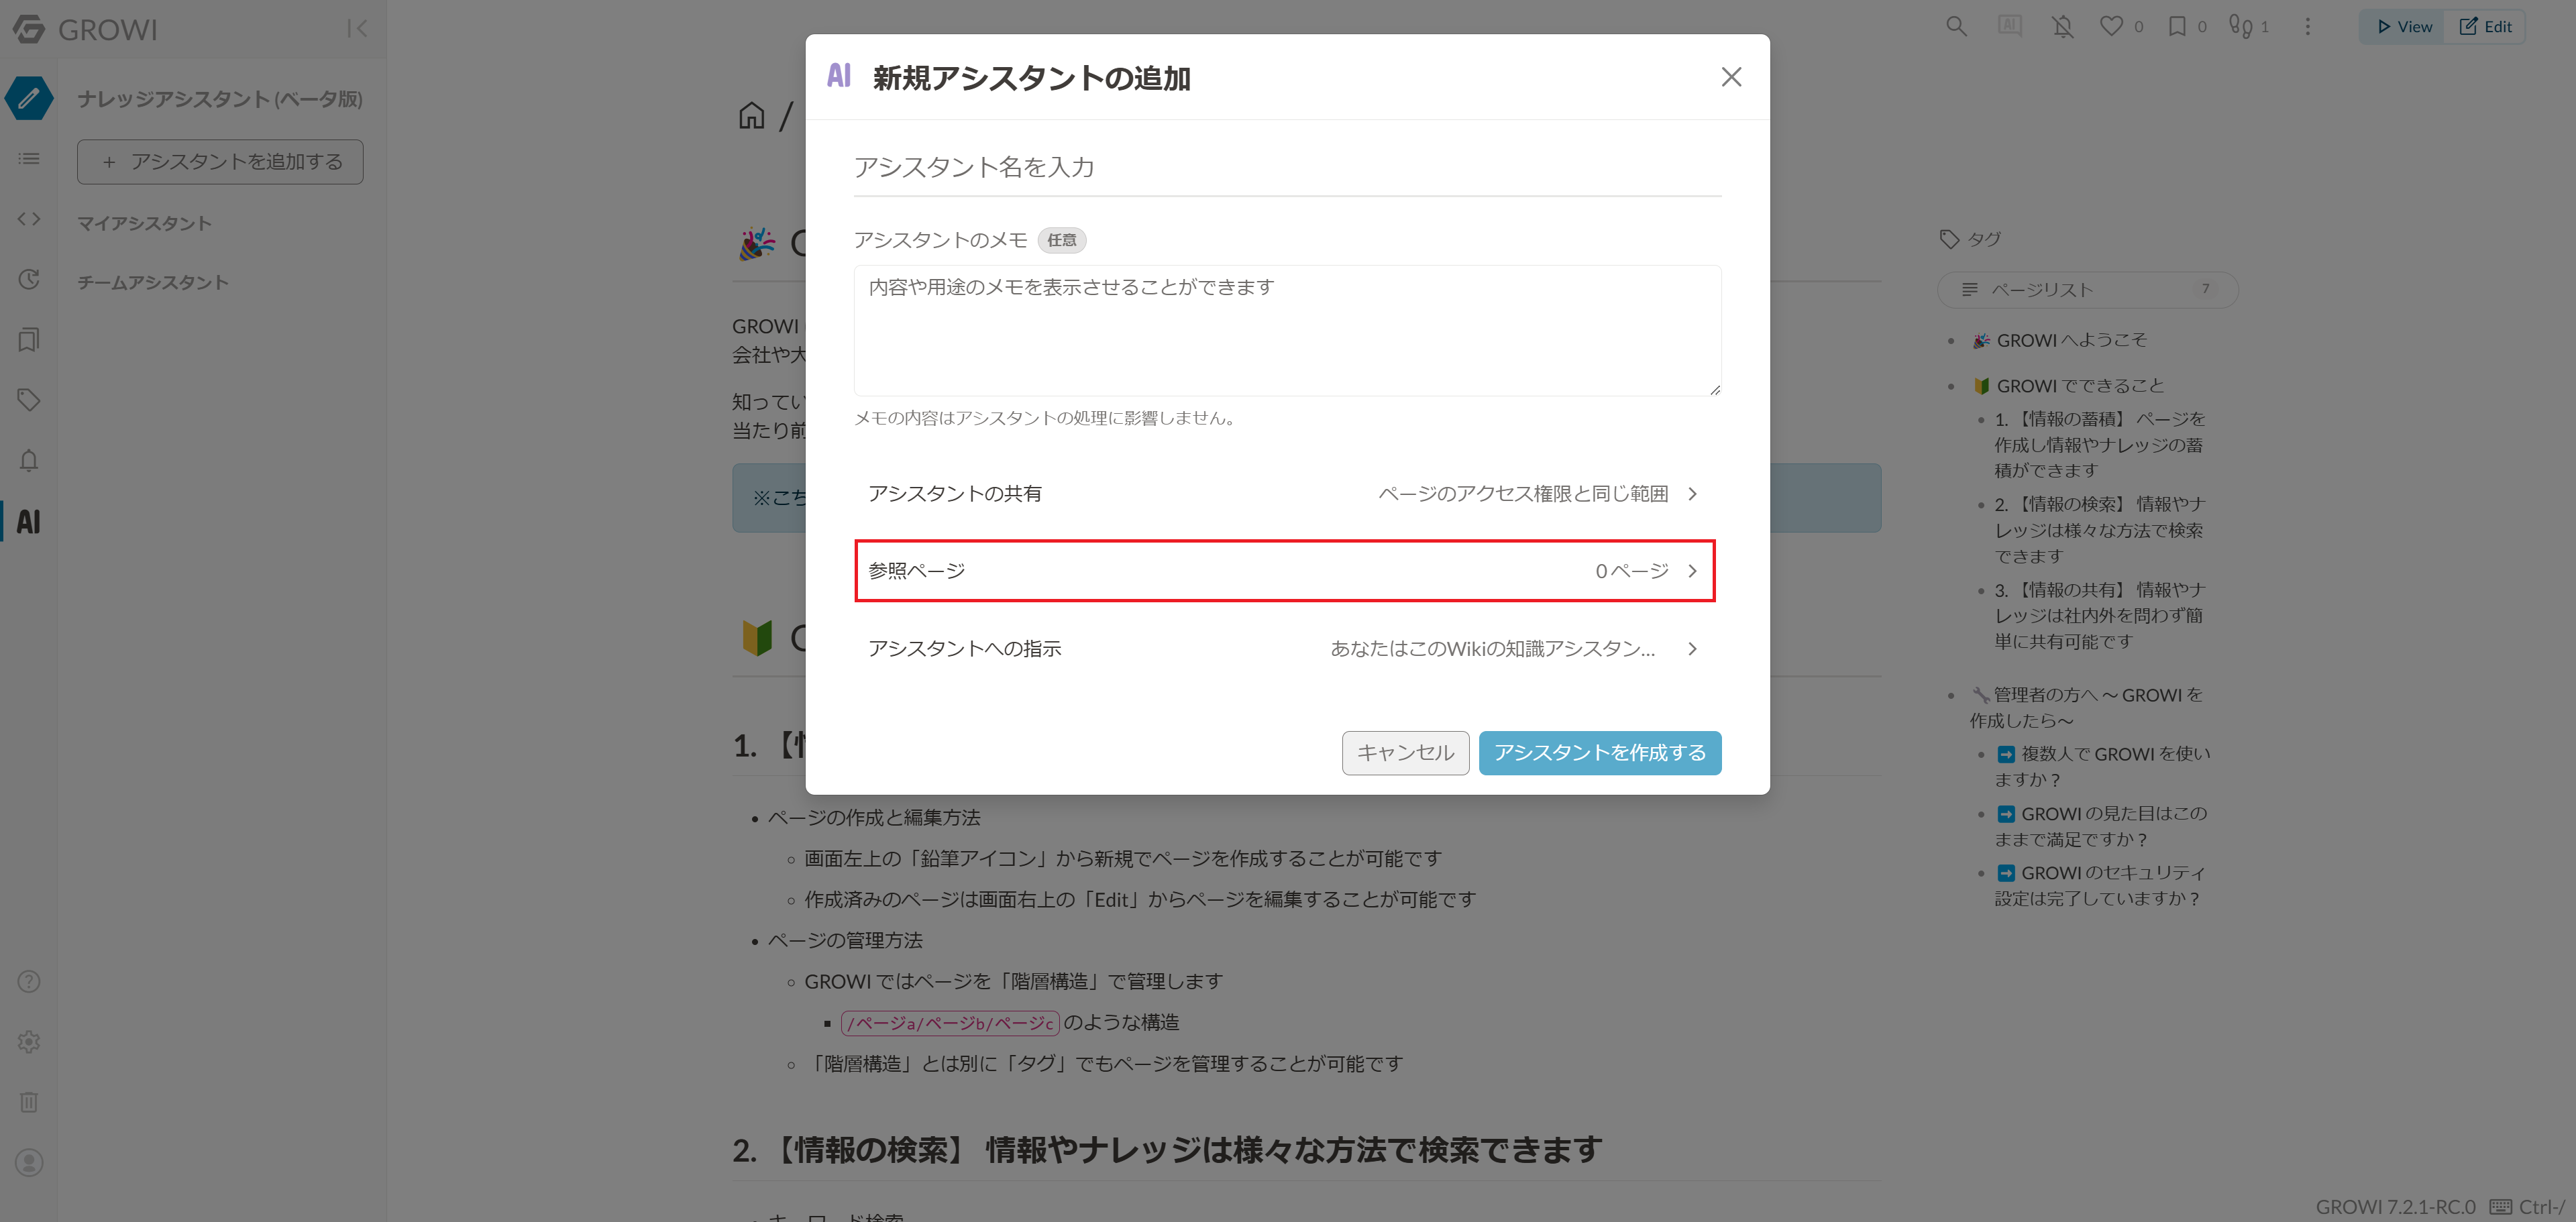 GROWI
ナレッジアシスタント (ベータ版)
+ アシスタントを追加する
マイアシスタント
チームアシスタント
AI
AI
0
0
1
View
Edit
/
AI 新規アシスタントの追加
アシスタント名を入力
アシスタントのメモ 任意
内容や用途のメモを表示させることができます
メモの内容はアシスタントの処理に影響しません。
アシスタントの共有 ページのアクセス権限と同じ範囲
参照ページ 0 ページ
アシスタントへの指示 あなたはこのWikiの知識アシスタン...
キャンセル アシスタントを作成する
GROWI
会社や大
知ってい
当たり前
※こち
1. 【情
• ページの作成と編集方法
画面左上の「鉛筆アイコン」から新規でページを作成することが可能です
作成済みのページは画面右上の「Edit」からページを編集することが可能です
• ページの管理方法
GROWI ではページを「階層構造」で管理します
/ページa/ページb/ページc のような構造
「階層構造」とは別に「タグ」でもページを管理することが可能です
2. 【情報の検索】 情報やナレッジは様々な方法で検索できます
タグ
ページリスト 7
GROWI へようこそ
GROWI でできること
1. 【情報の蓄積】 ページを
作成し情報やナレッジの蓄
積ができます
2. 【情報の検索】 情報やナ
レッジは様々な方法で検索
できます
3. 【情報の共有】 情報やナ
レッジは社内外を問わず簡
単に共有可能です
管理者の方へ ～ GROWI を
作成したら～
複数人で GROWI を使い
ますか？
GROWI の見た目はこの
ままで満足ですか？
GROWI のセキュリティ
設定は完了していますか？
GROWI 7.2.1-RC.0 Ctrl-/